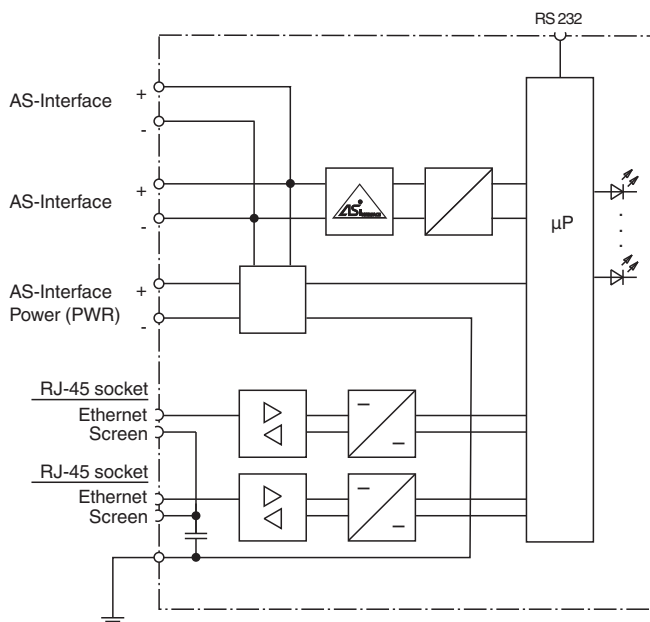 RS 232
AS-Interface
+
-
AS-Interface
+
-
AS-Interface
Power (PWR)
+
-
µP
RJ-45 socket
Ethernet
Screen
RJ-45 socket
Ethernet
Screen